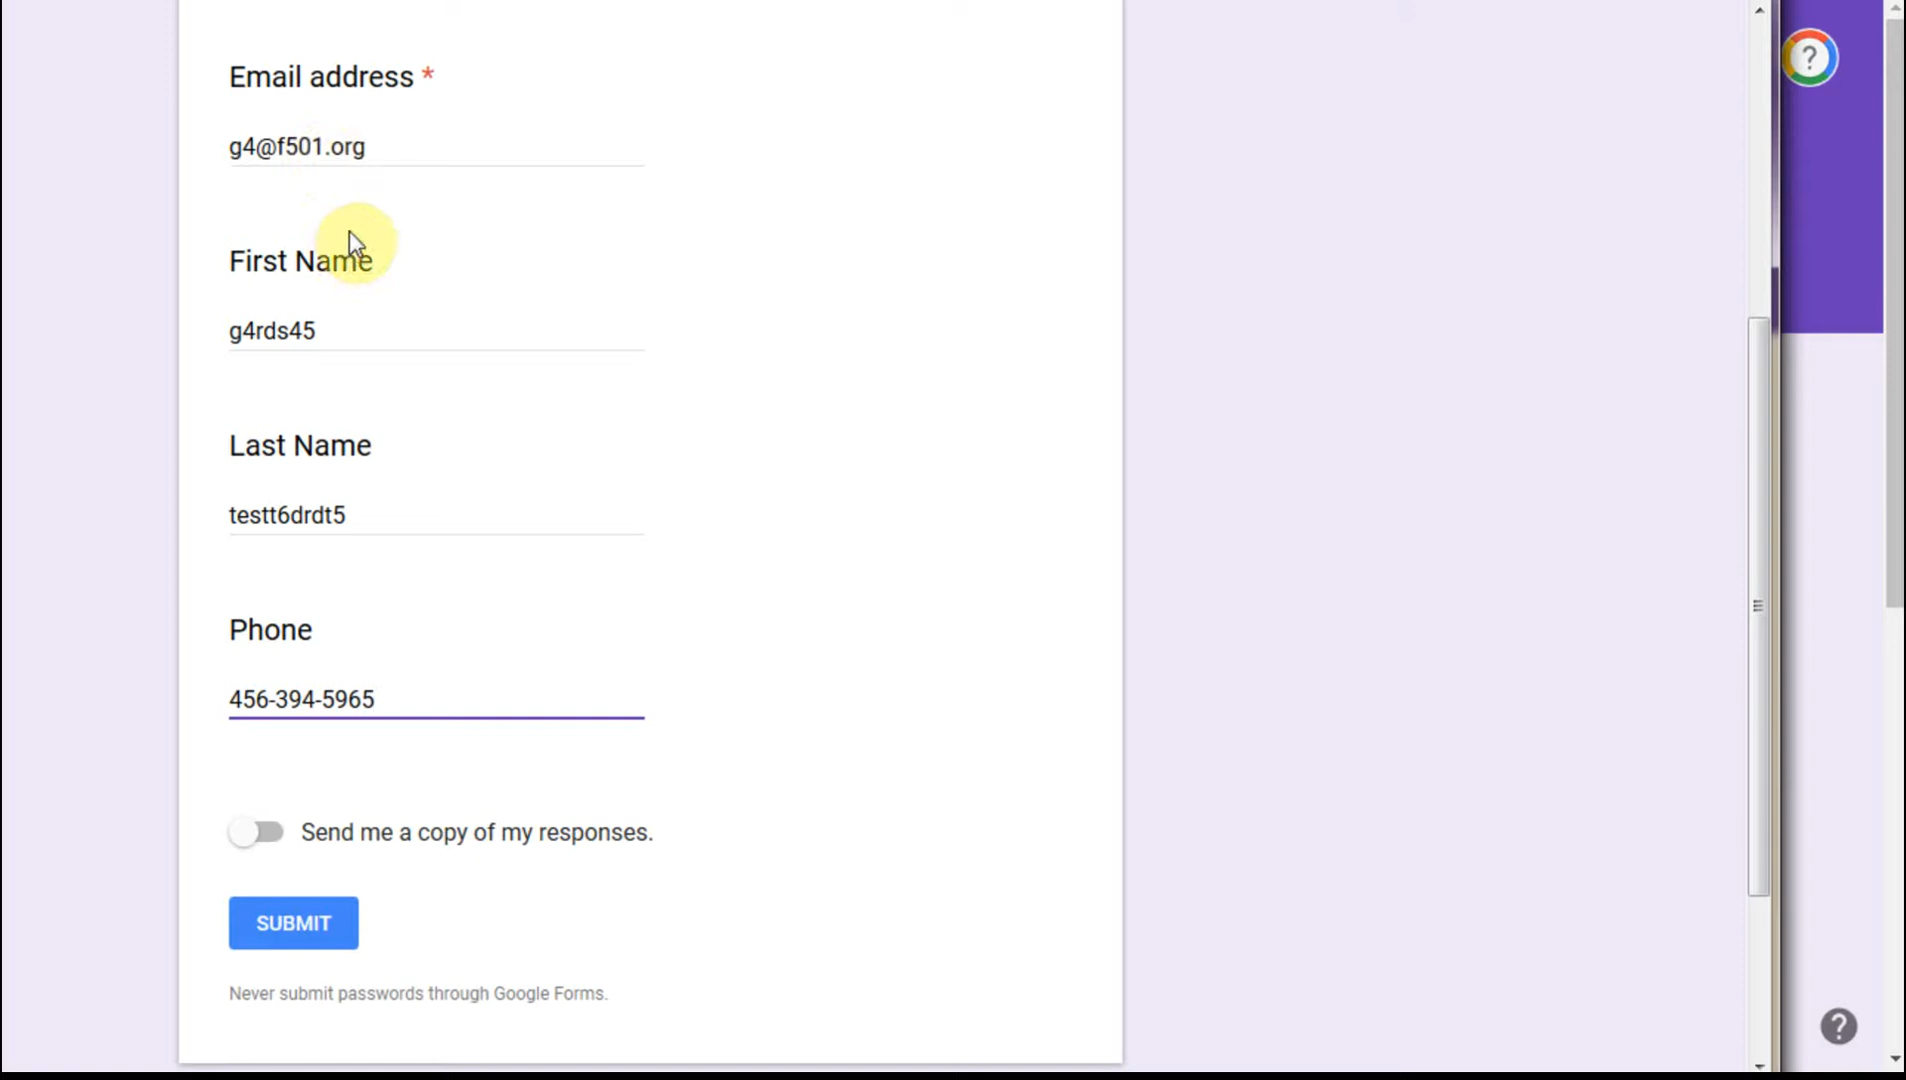 Email address *
g4@f501.org
First Name
g4rds45
Last Name
testt6drdt5
Phone
456-394-5965
Send me a copy of my responses.
SUBMIT
Never submit passwords through Google Forms.
?
?